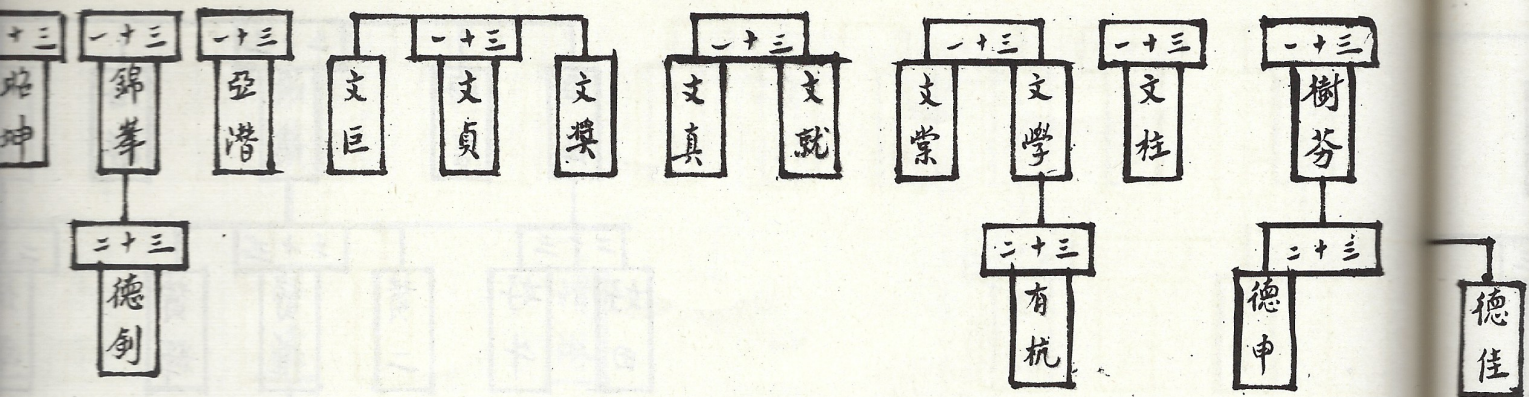 三十一
樹芬
三十一
文柱
三十一
文學
文棠
三十一
文就
文真
三十一
文獎
文貞
文巨
三十一
亞潛
三十一
錦峯
三十
昭坤
德佳
三十二
德申
三十二
有杭
三十二
德釗